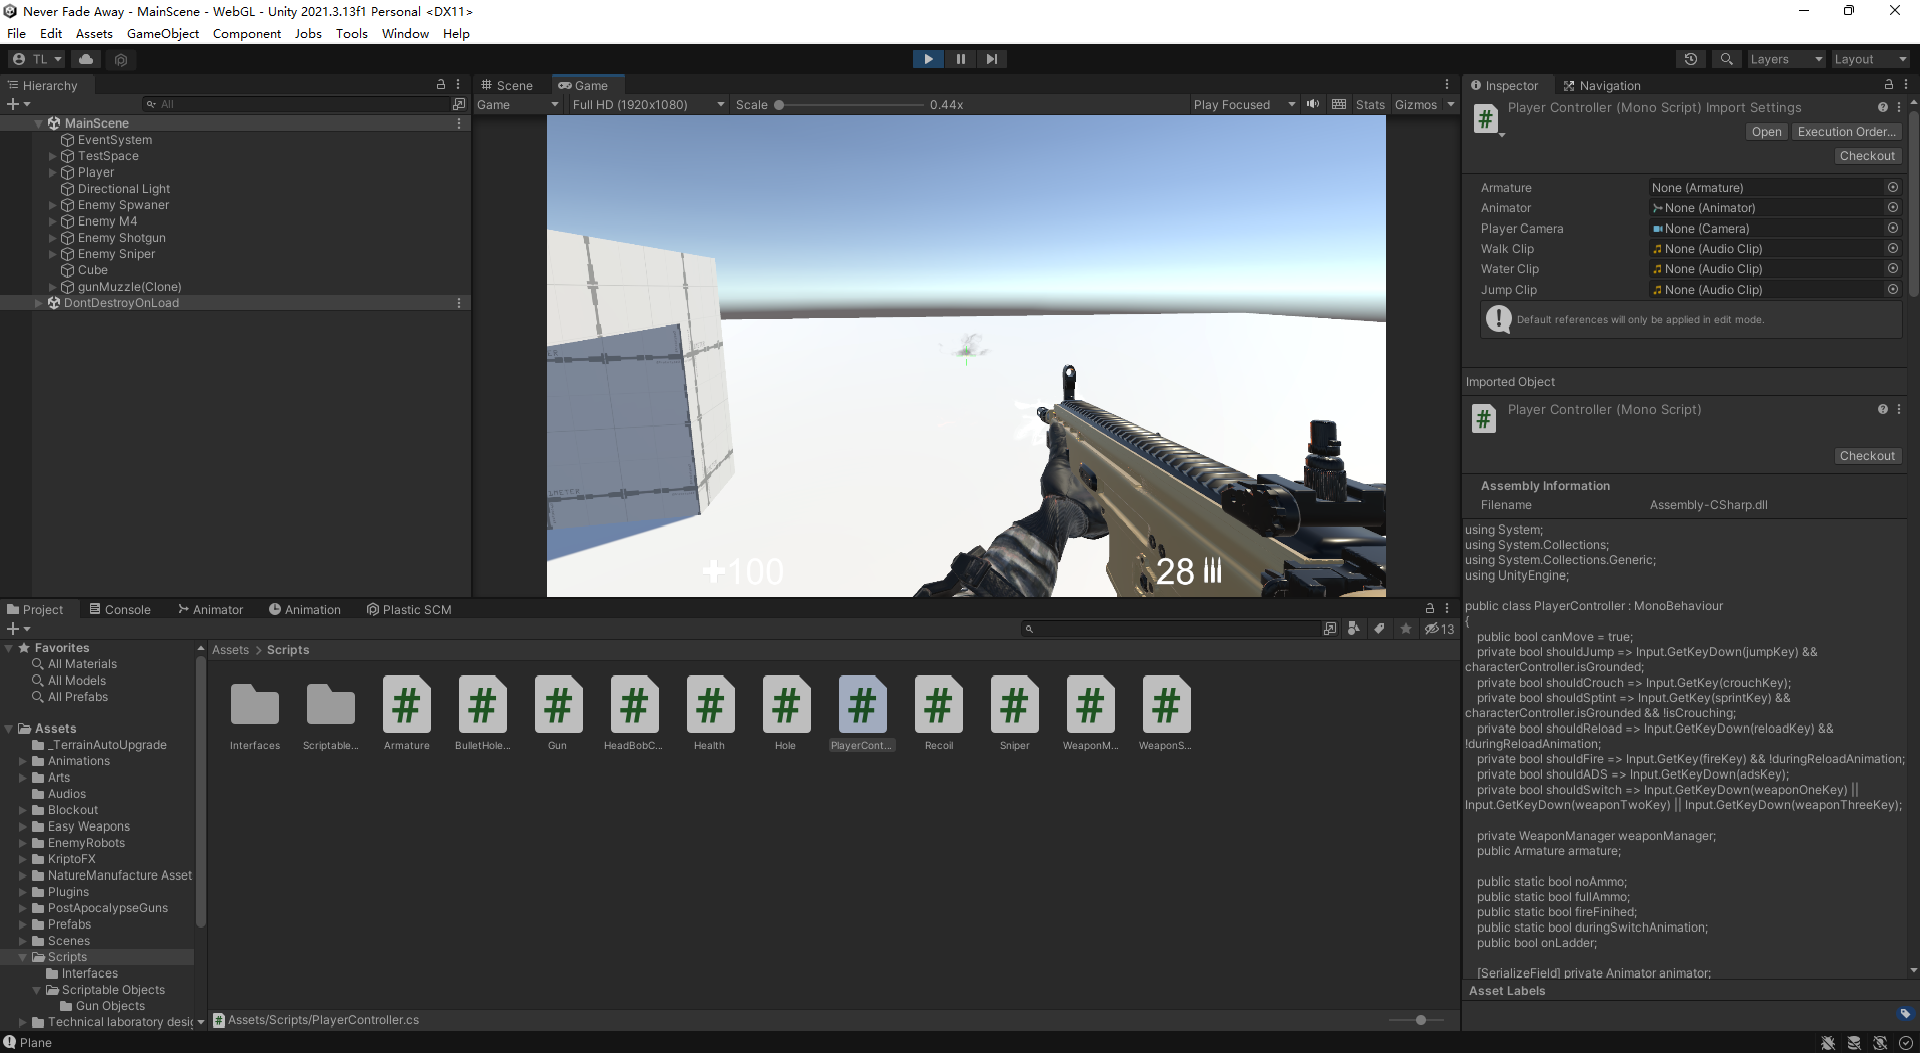 Never Fade Away - MainScene - WebGL - Unity 2021.3.13f1 Personal <DX11>
File Edit Assets GameObject Component Jobs Tools Window Help
TL
Layers
Layout
Hierarchy
All
MainScene
EventSystem
TestSpace
Player
Directional Light
Enemy Spwaner
Enemy M4
Enemy Shotgun
Enemy Sniper
Cube
gunMuzzle(Clone)
DontDestroyOnLoad
Scene
Game
Game
Full HD (1920x1080)
Scale
0.44x
Play Focused
Stats
Gizmos
+100
28
Inspector
Navigation
Player Controller (Mono Script) Import Settings
Open
Execution Order...
Checkout
Armature None (Armature)
Animator None (Animator)
Player Camera None (Camera)
Walk Clip None (Audio Clip)
Water Clip None (Audio Clip)
Jump Clip None (Audio Clip)
Default references will only be applied in edit mode.
Imported Object
Player Controller (Mono Script)
Checkout
Assembly Information
Filename Assembly-CSharp.dll
using System;
using System.Collections;
using System.Collections.Generic;
using UnityEngine;
public class PlayerController : MonoBehaviour
{
public bool canMove = true;
private bool shouldJump => Input.GetKeyDown(jumpKey) &&
characterController.isGrounded;
private bool shouldCrouch => Input.GetKey(crouchKey);
private bool shouldSptint => Input.GetKey(sprintKey) &&
characterController.isGrounded && !isCrouching;
private bool shouldReload => Input.GetKeyDown(reloadKey) &&
!duringReloadAnimation;
private bool shouldFire => Input.GetKey(fireKey) && !duringReloadAnimation;
private bool shouldADS => Input.GetKeyDown(adsKey);
private bool shouldSwitch => Input.GetKeyDown(weaponOneKey) ||
Input.GetKeyDown(weaponTwoKey) || Input.GetKeyDown(weaponThreeKey);
private WeaponManager weaponManager;
public Armature armature;
public static bool noAmmo;
public static bool fullAmmo;
public static bool fireFinihed;
public static bool duringSwitchAnimation;
public bool onLadder;
[SerializeField] private Animator animator;
Asset Labels
Project
Console
Animator
Animation
Plastic SCM
13
Favorites
All Materials
All Models
All Prefabs
Assets
_TerrainAutoUpgrade
Animations
Arts
Audios
Blockout
Easy Weapons
EnemyRobots
KriptoFX
NatureManufacture Asset
Plugins
PostApocalypseGuns
Prefabs
Scenes
Scripts
Interfaces
Scriptable Objects
Gun Objects
Technical laboratory desi
Assets > Scripts
Interfaces
Scriptable...
Armature
BulletHole...
Gun
HeadBobC...
Health
Hole
PlayerCont...
Recoil
Sniper
WeaponM...
WeaponS...
Assets/Scripts/PlayerController.cs
Plane